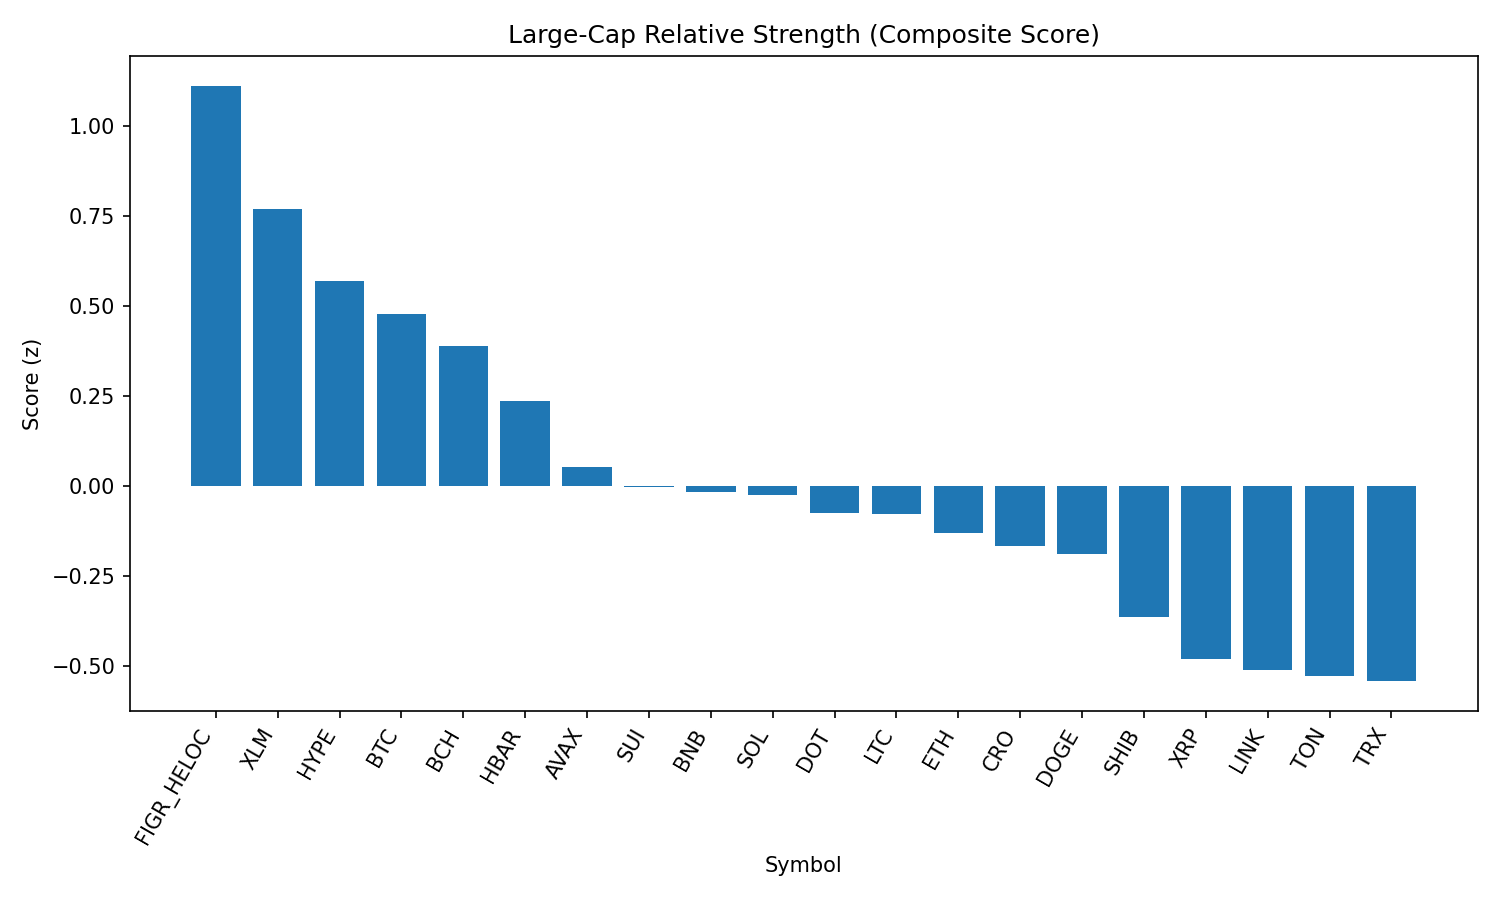 Large-Cap Relative Strength (Composite Score)
1.00
0.75
0.50
0.25
0.00
−0.25
−0.50
Score (z)
FIGR_HELOC
XLM
HYPE
BTC
BCH
HBAR
AVAX
SUI
BNB
SOL
DOT
LTC
ETH
CRO
DOGE
SHIB
XRP
LINK
TON
TRX
Symbol